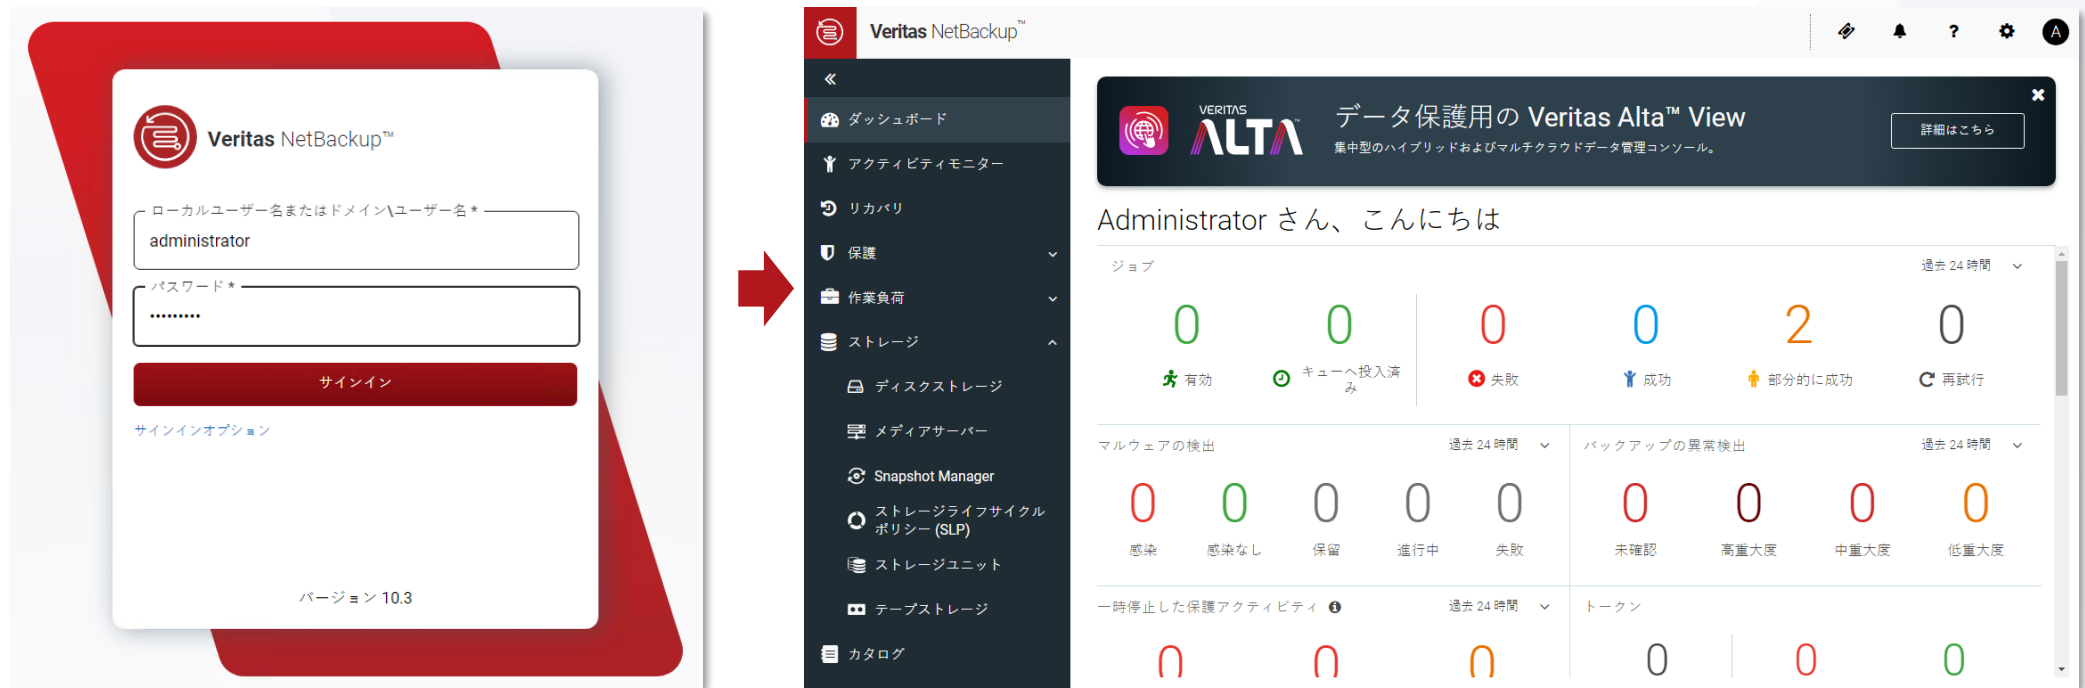 Veritas NetBackup™
ローカルユーザー名またはドメイン\ユーザー名 *
administrator
パスワード *
•••••••••
サインイン
サインインオプション
バージョン 10.3
Veritas NetBackup™
A
ダッシュボード
アクティビティモニター
リカバリ
保護
作業負荷
ストレージ
ディスクストレージ
メディアサーバー
Snapshot Manager
ストレージライフサイクル
ポリシー (SLP)
ストレージユニット
テープストレージ
カタログ
VERITAS
ALTA™
データ保護用の Veritas Alta™ View
集中型のハイブリッドおよびマルチクラウドデータ管理コンソール。
詳細はこちら
Administrator さん、こんにちは
ジョブ 過去 24 時間
0 0 0 0 2 0
有効 キューへ投入済 失敗 成功 部分的に成功 再試行
み
マルウェアの検出 過去 24 時間
0 0 0 0 0
感染 感染なし 保留 進行中 失敗
バックアップの異常検出 過去 24 時間
0 0 0 0
未確認 高重大度 中重大度 低重大度
一時停止した保護アクティビティ 過去 24 時間
0 0 0
トークン
0 0 0